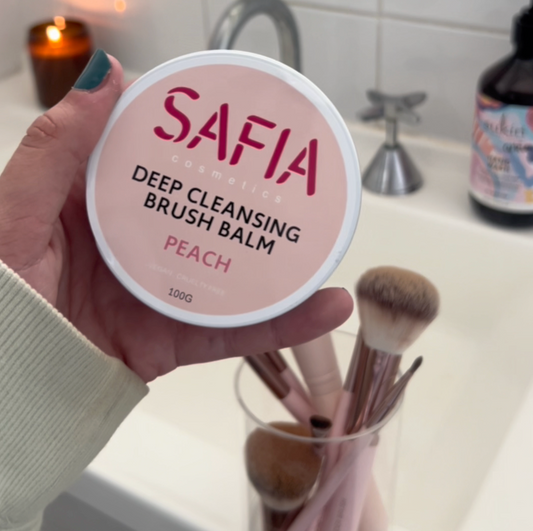 SAFIA
cosmetics
DEEP CLEANSING
BRUSH BALM
PEACH
100G